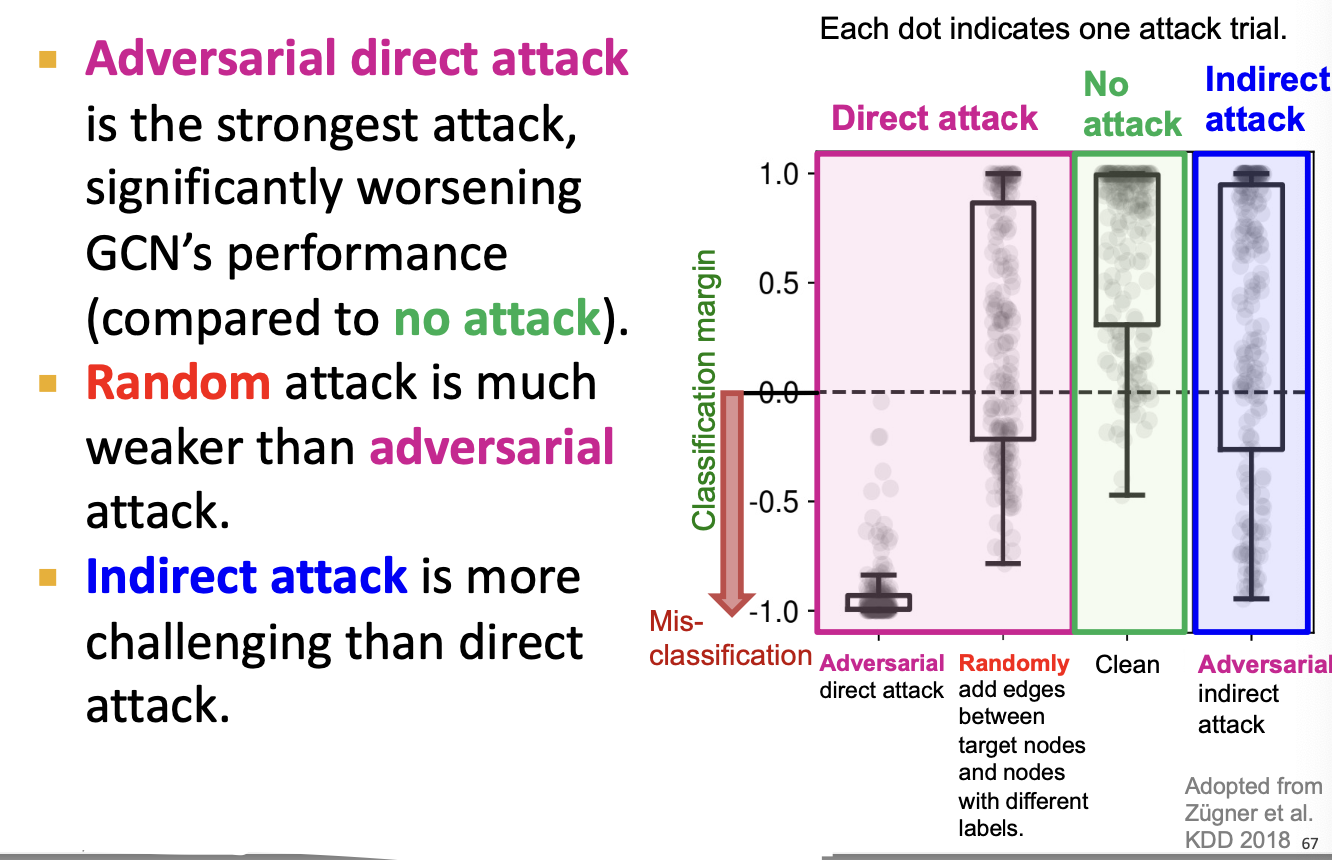 ▪ Adversarial direct attack
is the strongest attack,
significantly worsening
GCN’s performance
(compared to no attack).
▪ Random attack is much
weaker than adversarial
attack.
▪ Indirect attack is more
challenging than direct
attack.
Each dot indicates one attack trial.
Direct attack
No
attack
Indirect
attack
Classification margin
1.0
0.5
0.0
-0.5
-1.0
Mis-
classification
Adversarial
direct attack
Randomly
add edges
between
target nodes
and nodes
with different
labels.
Clean
Adversarial
indirect
attack
Adopted from
Zügner et al.
KDD 2018
67